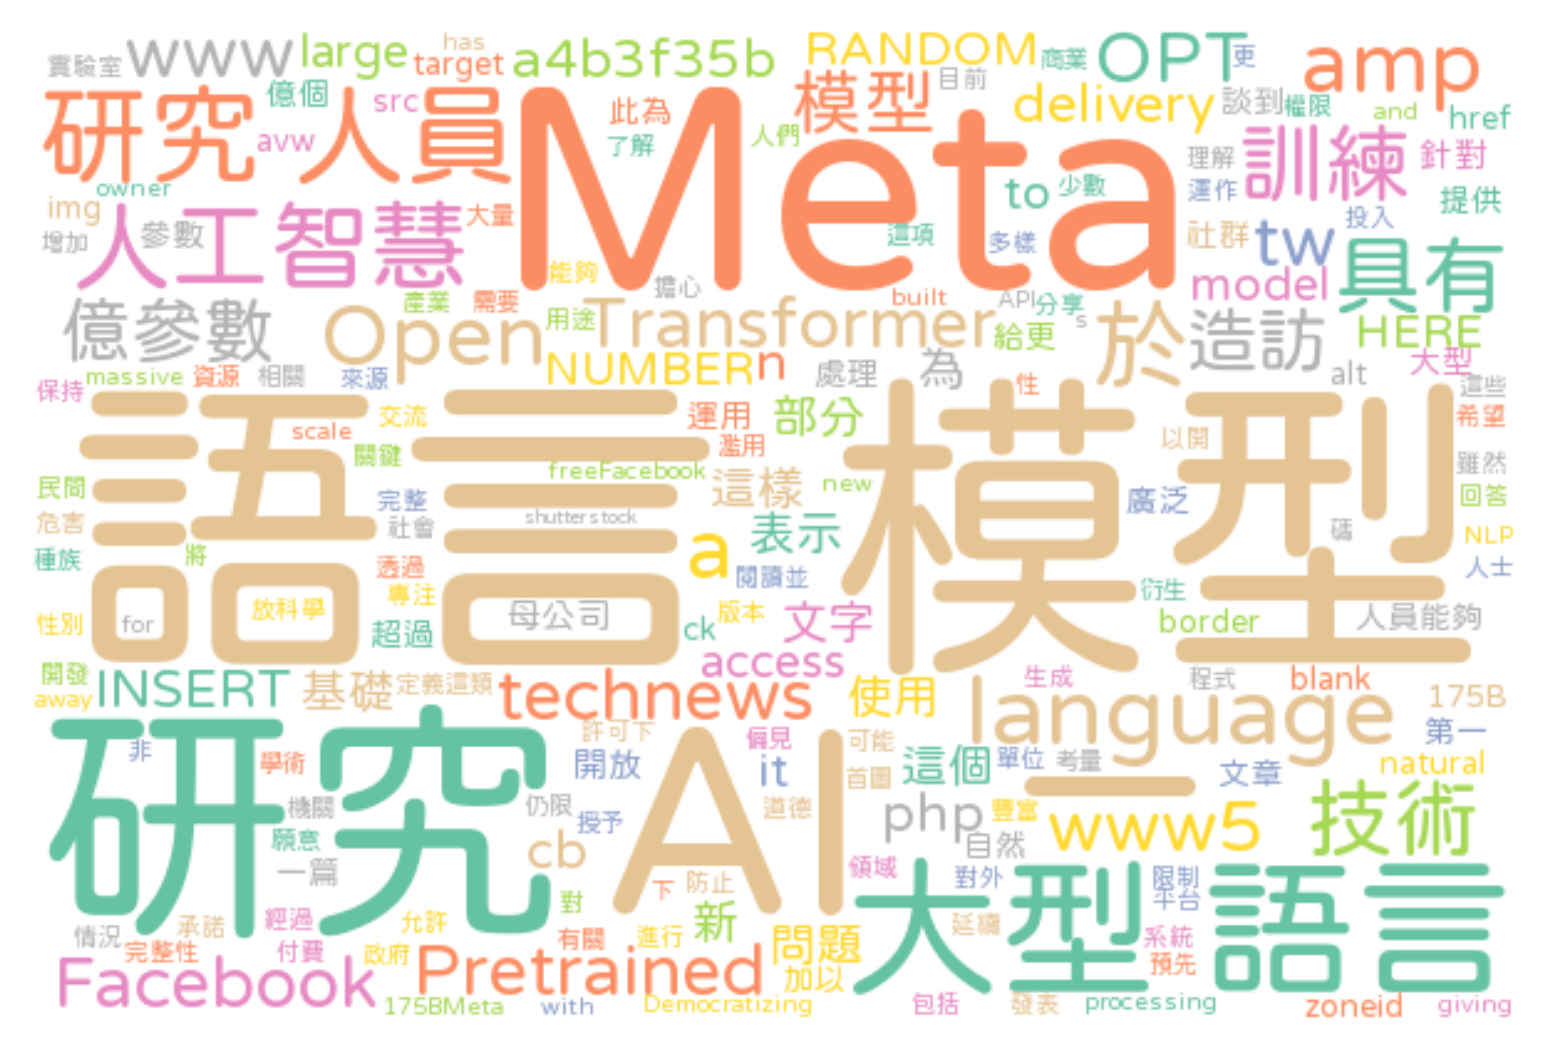 實驗室 www large has target a4b3f35b RANDOM 商業 OPT 更 amp
研究人員 億個 src 此為 了解 模型 目前 人們 delivery 談到 權限 and href
avw Meta 理解 訓練 針對
owner img 人工智慧 大量 to 少數 運作 投入 提供
增加 參數 這項 多樣 社群 tw 具有
能夠 擔心 built model
億參數 產業 需要 Open 用途 Transformer API 分享 s 給更 於 造訪 HERE
保持 massive 資源 相關 來源 NUMBER n 處理 為 性 alt 大型 這些
語言 模型 scale 交流 關鍵 運用 濫用 部分 以開 希望
freeFacebook 這樣 new 雖然
民間 完整 shutterstock 廣泛 回答
危害 社會 a 表示 碼 NLP
種族 將 透過 閱讀並 人士
性別 for 放科學 專注 超過 母公司 ck 版本 文字 衍生 border 人員能夠
開發 access 生成 程式 blank
away INSERT 基礎 定義這類 technews 使用 language 175B
研究 非 許可下 偏見 可能 第一
學術 開放 AI it 首圖 這個 單位 考量 文章 natural
機關 仍限 道德 php 豐富 _ www5 技術
願意 授予 自然
一篇 cb 領域 大型語言 對外 限制
下 防止 平台
情況 承諾 經過 允許 對 新 延續
完整性 付費 政府 有關 進行 問題 系統
Facebook Pretrained 加以 預先
175BMeta with Democratizing 包括 發表 processing zoneid giving